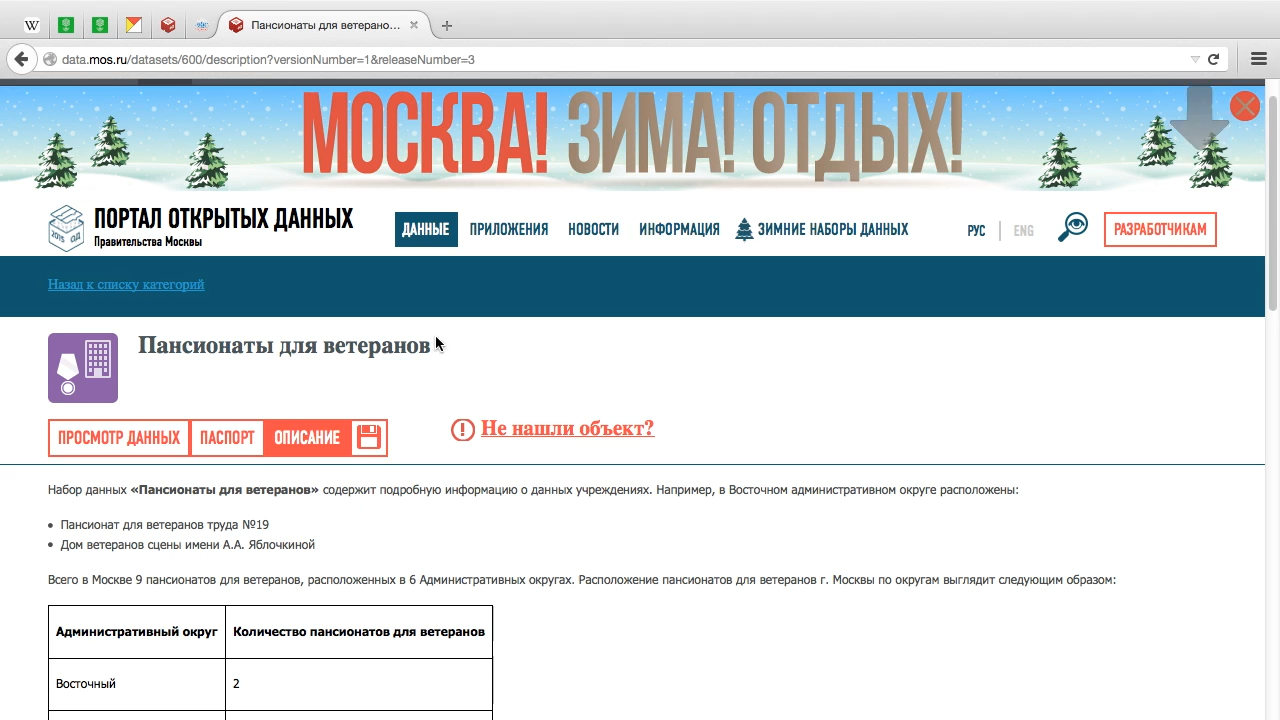 W
Пансионаты для ветерано...
data.mos.ru/datasets/600/description?versionNumber=1&releaseNumber=3
МОСКВА! ЗИМА! ОТДЫХ!
2015 ОД
ПОРТАЛ ОТКРЫТЫХ ДАННЫХ
Правительства Москвы
ДАННЫЕ ПРИЛОЖЕНИЯ НОВОСТИ ИНФОРМАЦИЯ ЗИМНИЕ НАБОРЫ ДАННЫХ РУС ENG РАЗРАБОТЧИКАМ
Назад к списку категорий
Пансионаты для ветеранов
ПРОСМОТР ДАННЫХ ПАСПОРТ ОПИСАНИЕ
Не нашли объект?
Набор данных «Пансионаты для ветеранов» содержит подробную информацию о данных учреждениях. Например, в Восточном административном округе расположены:
• Пансионат для ветеранов труда №19
• Дом ветеранов сцены имени А.А. Яблочкиной
Всего в Москве 9 пансионатов для ветеранов, расположенных в 6 Административных округах. Расположение пансионатов для ветеранов г. Москвы по округам выглядит следующим образом:
Административный округ Количество пансионатов для ветеранов
Восточный 2